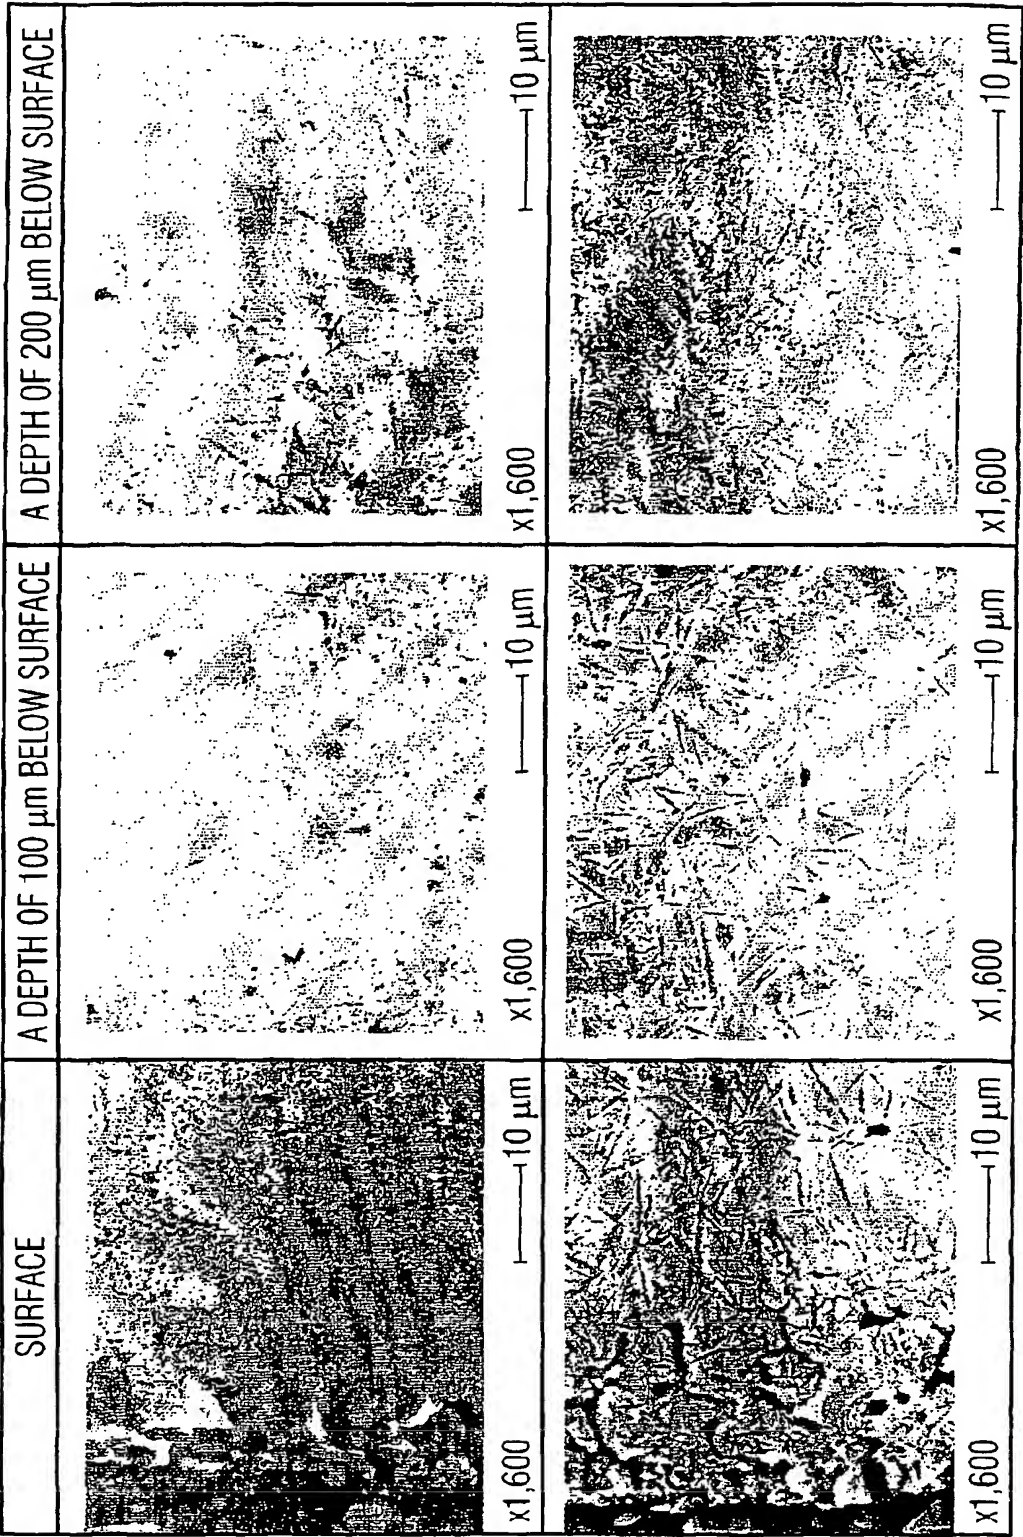 SURFACE
A DEPTH OF 100 μm BELOW SURFACE
A DEPTH OF 200 μm BELOW SURFACE
x1,600 10 μm
x1,600 10 μm
x1,600 10 μm
x1,600 10 μm
x1,600 10 μm
x1,600 10 μm